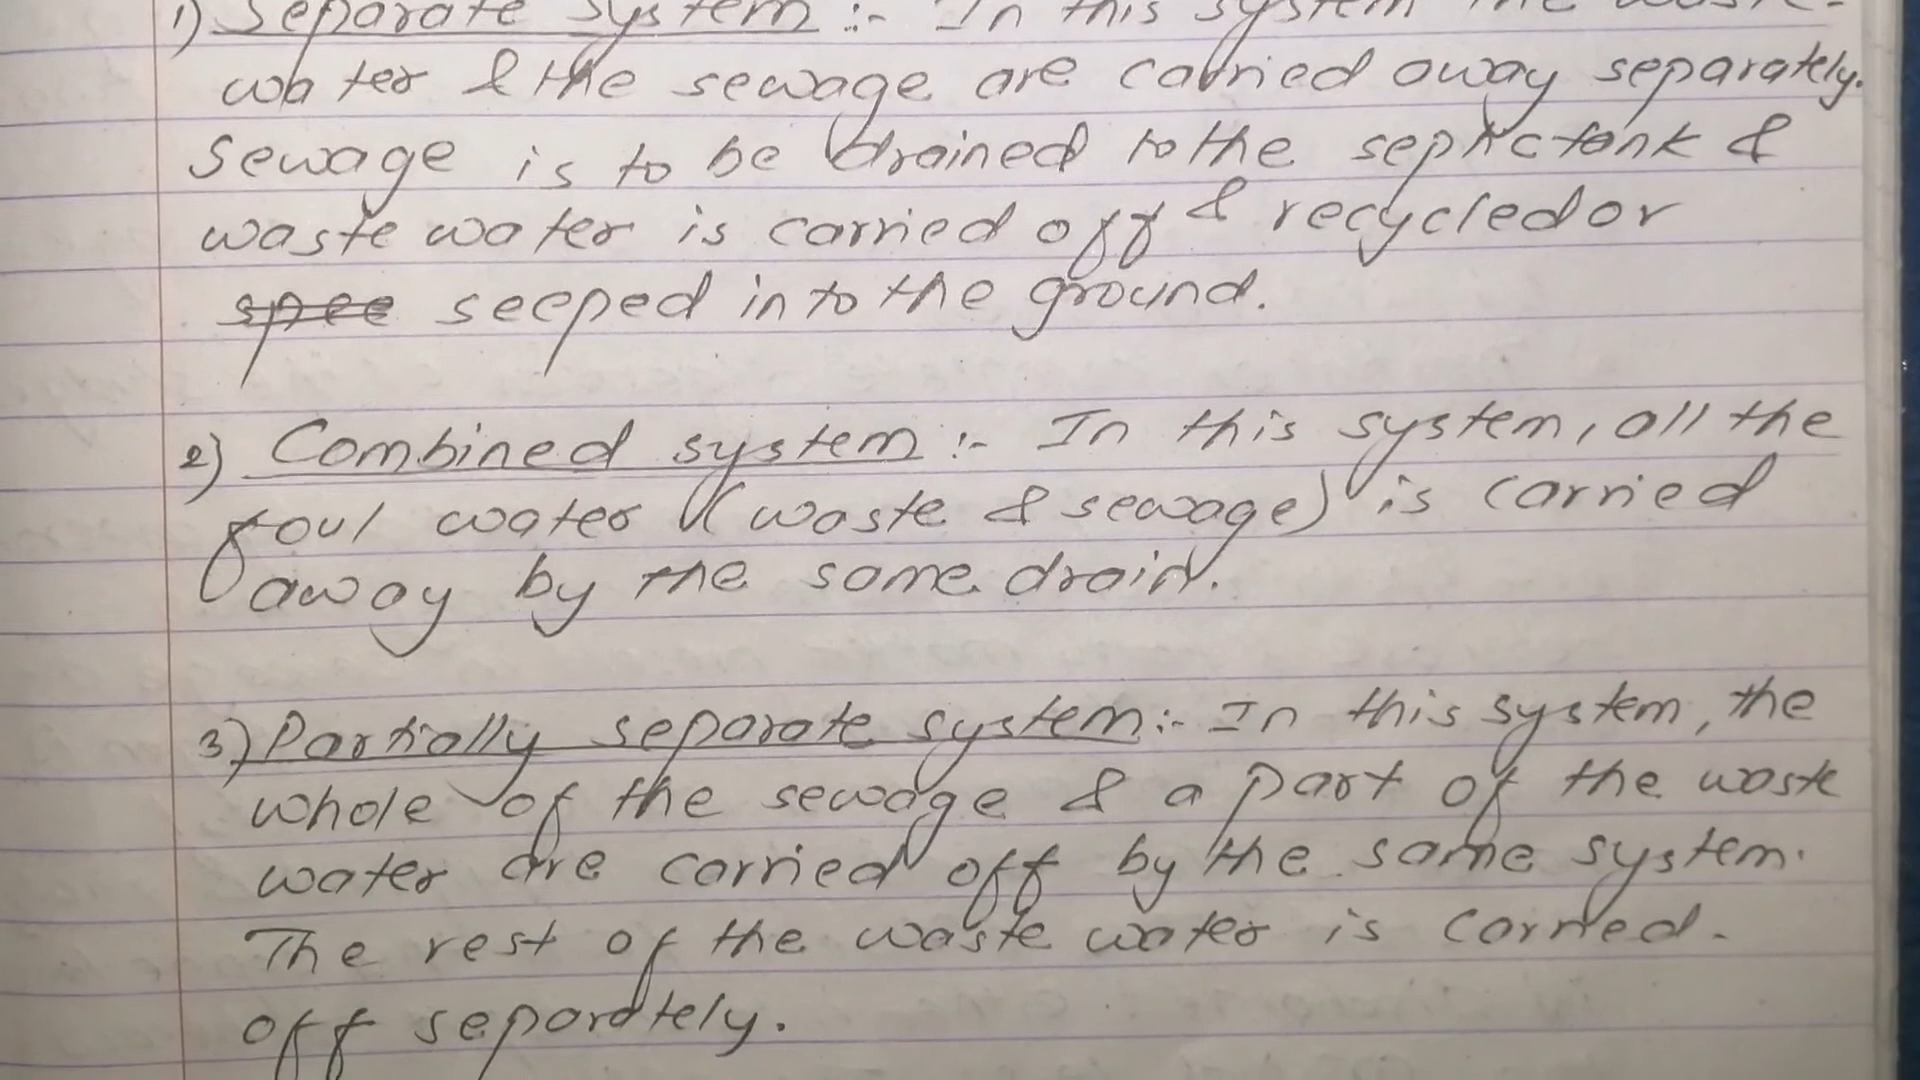 1) Separate system :- In this system the waste-
water & the sewage are carried away separately.
Sewage is to be drained to the septic tank &
waste water is carried off & recycled or
spee seeped into the ground.
2) Combined system :- In this system, all the
foul water (waste & sewage) is carried
away by the same drain.
3) Partially separate system :- In this system, the
whole of the sewage & a part of the waste
water are carried off by the same system.
The rest of the waste water is carried.
off separately.